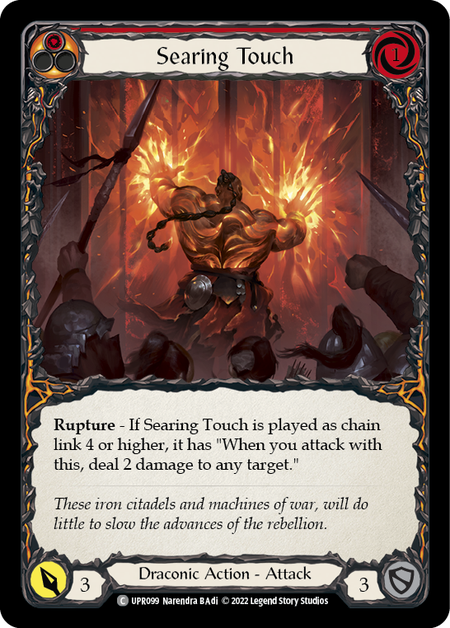 Searing Touch
1
Rupture - If Searing Touch is played as chain
link 4 or higher, it has "When you attack with
this, deal 2 damage to any target."
These iron citadels and machines of war, will do
little to slow the advances of the rebellion.
3
Draconic Action - Attack
3
C UPR099 Narendra B Adi © 2022 Legend Story Studios